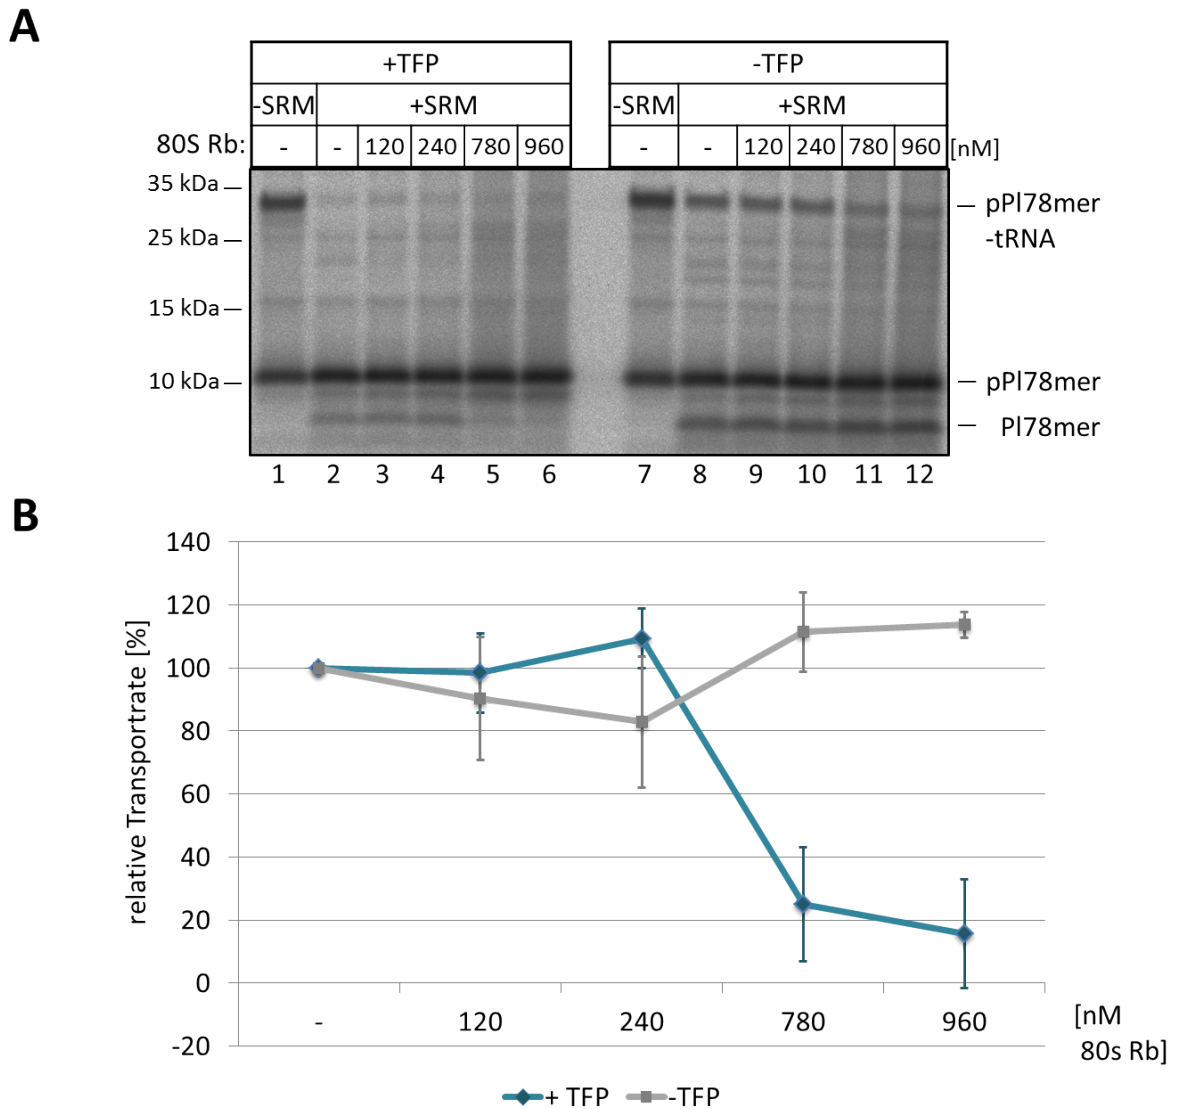 A
+TFP -TFP
-SRM +SRM -SRM +SRM
80S Rb: - - 120 240 780 960 - - 120 240 780 960 [nM]
35 kDa
pPl78mer
-tRNA
25 kDa
15 kDa
10 kDa
pPl78mer
Pl78mer
1 2 3 4 5 6 7 8 9 10 11 12
B
relative Transportrate [%]
140
120
100
80
60
40
20
0
-20
- 120 240 780 960
[nM
80s Rb]
+ TFP -TFP